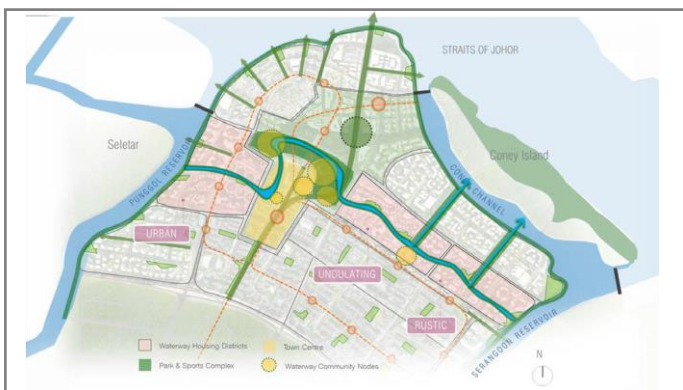 STRAITS OF JOHOR
Seletar
Coney Island
PUNGGOL RESERVOIR
CONEY CHANNEL
URBAN
UNDULATING
RUSTIC
SERANGOON RESERVOIR
Waterway Housing Districts
Town Centre
Park & Sports Complex
Waterway Community Nodes
N